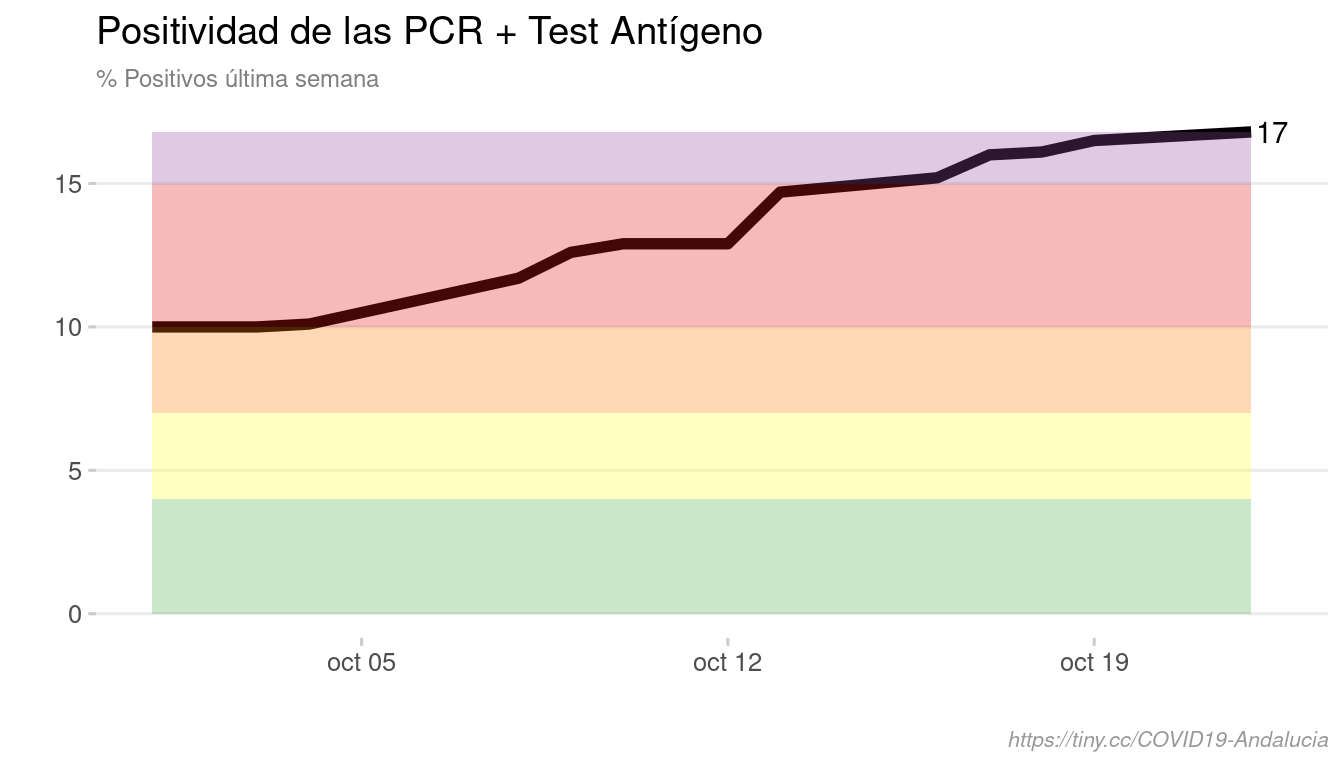 Positividad de las PCR + Test Antígeno
% Positivos última semana
17
15
10
5
0
oct 05 oct 12 oct 19
https://tiny.cc/COVID19-Andalucia